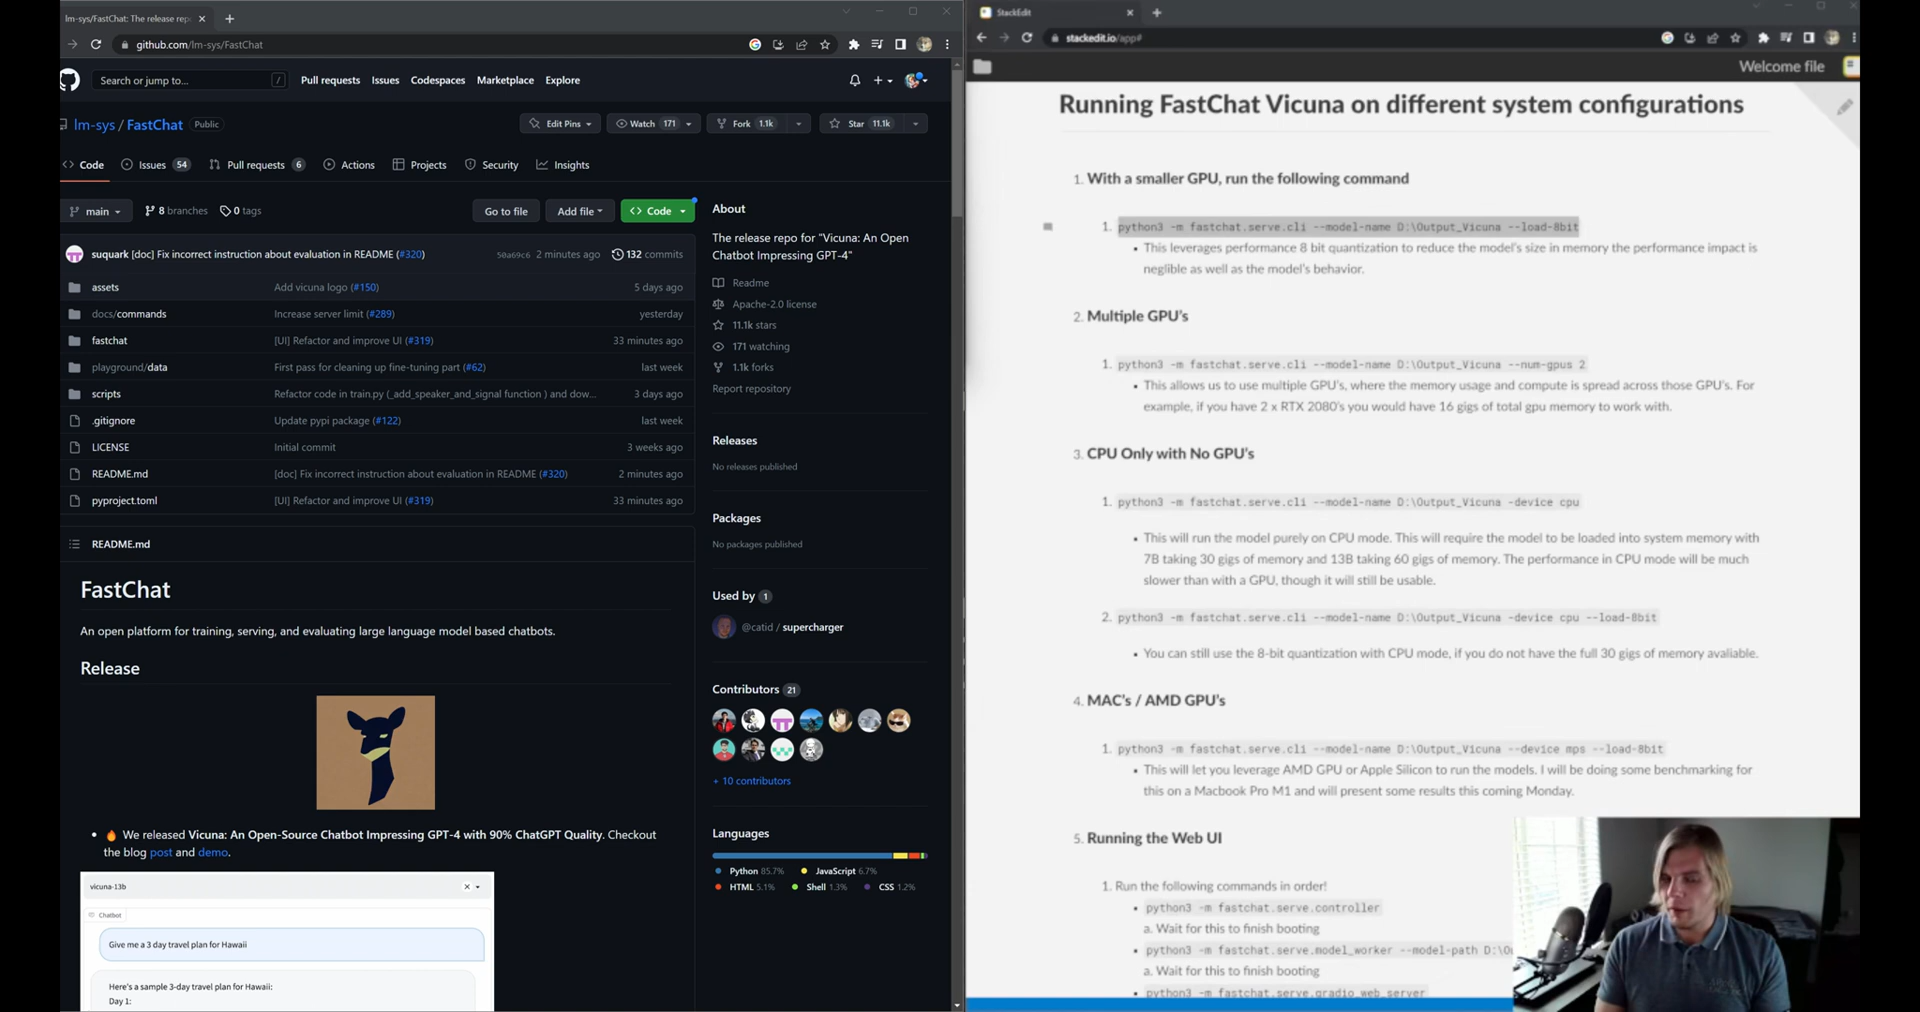 lm-sys/FastChat: The release repo
github.com/lm-sys/FastChat
Search or jump to... /
Pull requests Issues Codespaces Marketplace Explore
lm-sys / FastChat Public
Edit Pins Watch 171 Fork 1.1k Star 11.1k
Code Issues 54 Pull requests 6 Actions Projects Security Insights
main 8 branches 0 tags Go to file Add file Code
suquark [doc] Fix incorrect instruction about evaluation in README (#320) 50a69c6 2 minutes ago 132 commits
assets Add vicuna logo (#150) 5 days ago
docs/commands Increase server limit (#289) yesterday
fastchat [UI] Refactor and improve UI (#319) 33 minutes ago
playground/data First pass for cleaning up fine-tuning part (#62) last week
scripts Refactor code in train.py (_add_speaker_and_signal function ) and dow... 3 days ago
.gitignore Update pypi package (#122) last week
LICENSE Initial commit 3 weeks ago
README.md [doc] Fix incorrect instruction about evaluation in README (#320) 2 minutes ago
pyproject.toml [UI] Refactor and improve UI (#319) 33 minutes ago
README.md
FastChat
An open platform for training, serving, and evaluating large language model based chatbots.
Release
• 🔥 We released Vicuna: An Open-Source Chatbot Impressing GPT-4 with 90% ChatGPT Quality. Checkout
the blog post and demo.
vicuna-13b
Chatbot
Give me a 3 day travel plan for Hawaii
Here's a sample 3-day travel plan for Hawaii:
Day 1:
About
The release repo for "Vicuna: An Open
Chatbot Impressing GPT-4"
Readme
Apache-2.0 license
11.1k stars
171 watching
1.1k forks
Report repository
Releases
No releases published
Packages
No packages published
Used by 1
@catid / supercharger
Contributors 21
+ 10 contributors
Languages
Python 85.7% JavaScript 6.7%
HTML 5.1% Shell 1.3% CSS 1.2%
StackEdit
stackedit.io/app#
Welcome file
Running FastChat Vicuna on different system configurations
1. With a smaller GPU, run the following command
1. python3 -m fastchat.serve.cli --model-name D:\Output_Vicuna --load-8bit
• This leverages performance 8 bit quantization to reduce the model's size in memory the performance impact is
neglible as well as the model's behavior.
2. Multiple GPU's
1. python3 -m fastchat.serve.cli --model-name D:\Output_Vicuna --num-gpus 2
• This allows us to use multiple GPU's, where the memory usage and compute is spread across those GPU's. For
example, if you have 2 x RTX 2080's you would have 16 gigs of total gpu memory to work with.
3. CPU Only with No GPU's
1. python3 -m fastchat.serve.cli --model-name D:\Output_Vicuna -device cpu
• This will run the model purely on CPU mode. This will require the model to be loaded into system memory with
7B taking 30 gigs of memory and 13B taking 60 gigs of memory. The performance in CPU mode will be much
slower than with a GPU, though it will still be usable.
2. python3 -m fastchat.serve.cli --model-name D:\Output_Vicuna -device cpu --load-8bit
• You can still use the 8-bit quantization with CPU mode, if you do not have the full 30 gigs of memory avaliable.
4. MAC's / AMD GPU's
1. python3 -m fastchat.serve.cli --model-name D:\Output_Vicuna --device mps --load-8bit
• This will let you leverage AMD GPU or Apple Silicon to run the models. I will be doing some benchmarking for
this on a Macbook Pro M1 and will present some results this coming Monday.
5. Running the Web UI
1. Run the following commands in order!
• python3 -m fastchat.serve.controller
a. Wait for this to finish booting
• python3 -m fastchat.serve.model_worker --model-path D:\Ou
a. Wait for this to finish booting
• python3 -m fastchat.serve.gradio_web_server